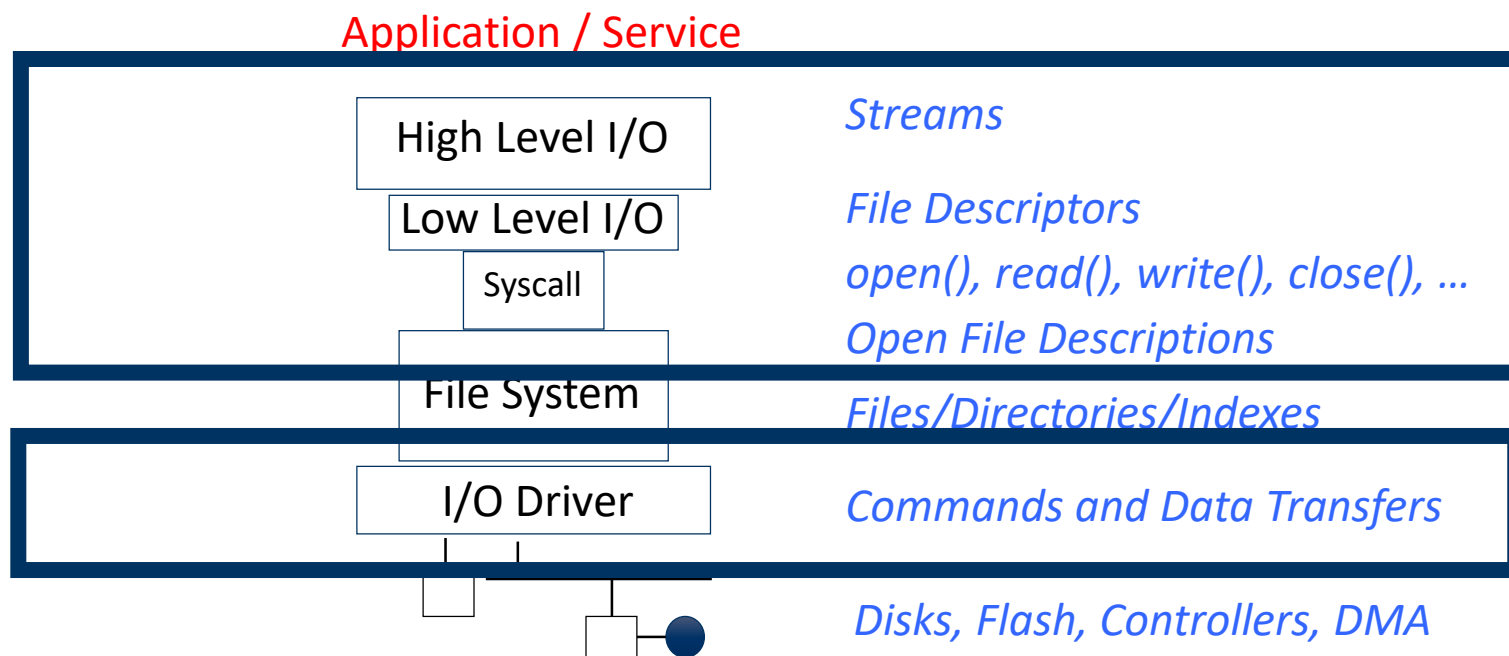 Application / Service
High Level I/O
Streams
Low Level I/O
File Descriptors
Syscall
open(), read(), write(), close(), …
Open File Descriptions
File System
Files/Directories/Indexes
I/O Driver
Commands and Data Transfers
Disks, Flash, Controllers, DMA